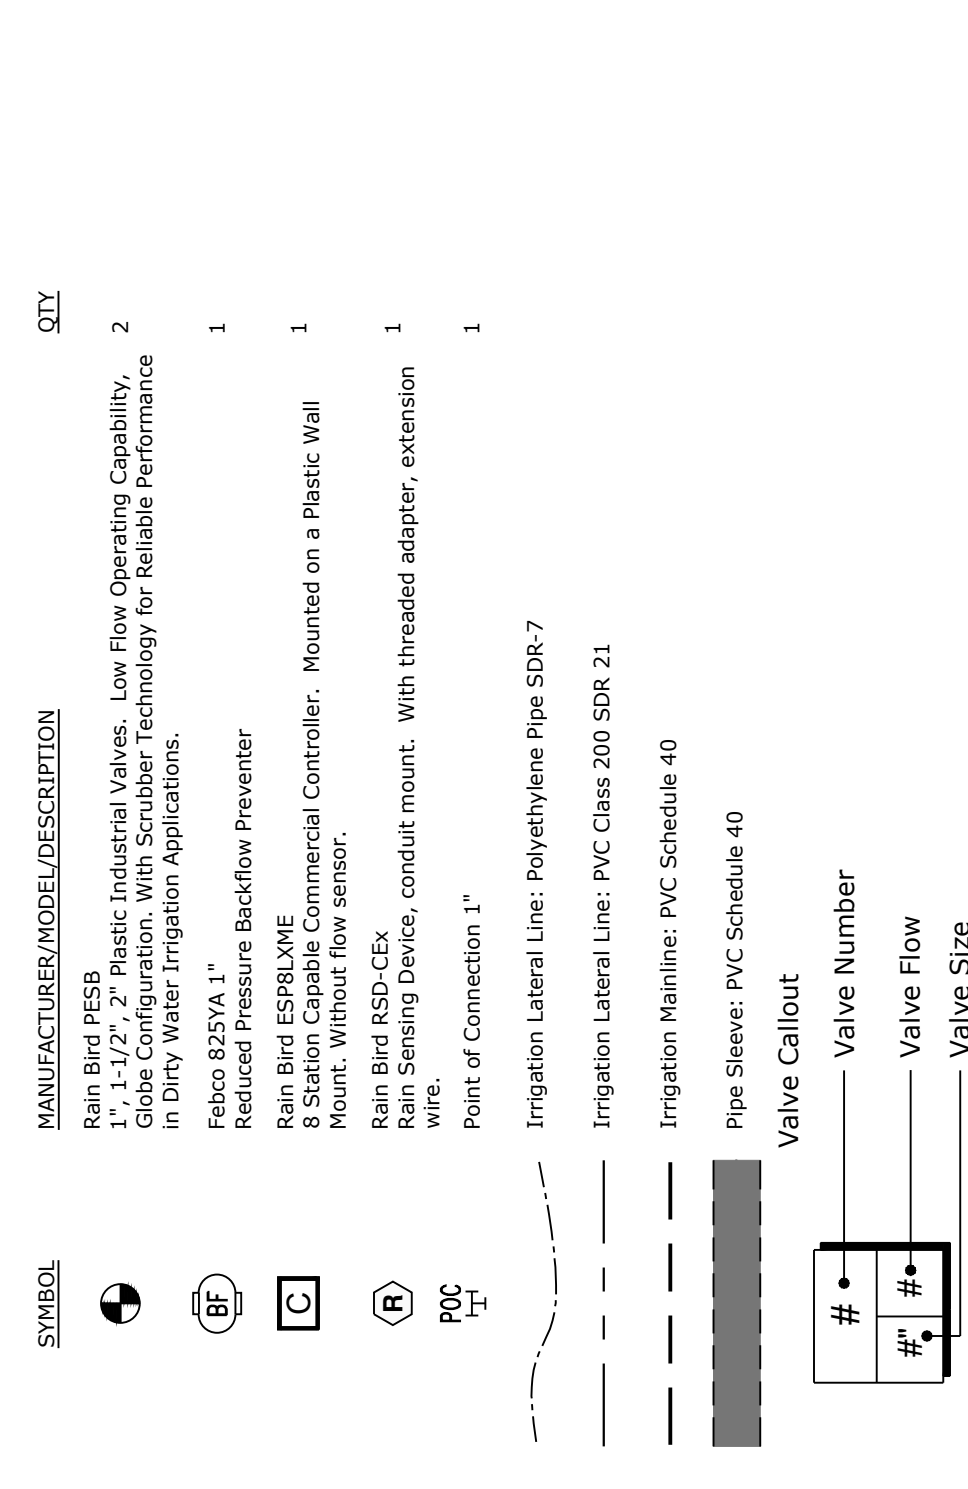 SYMBOL MANUFACTURER/MODEL/DESCRIPTION QTY
Rain Bird PESB
1", 1-1/2", 2" Plastic Industrial Valves. Low Flow Operating Capability, 2
Globe Configuration. With Scrubber Technology for Reliable Performance
in Dirty Water Irrigation Applications.
BF Febco 825YA 1" 1
Reduced Pressure Backflow Preventer
Rain Bird ESP8LXME
C 8 Station Capable Commercial Controller. Mounted on a Plastic Wall 1
Mount. Without flow sensor.
Rain Bird RSD-CEx
R Rain Sensing Device, conduit mount. With threaded adapter, extension 1
wire.
POC Point of Connection 1" 1
Irrigation Lateral Line: Polyethylene Pipe SDR-7
Irrigation Lateral Line: PVC Class 200 SDR 21
Irrigation Mainline: PVC Schedule 40
Pipe Sleeve: PVC Schedule 40
Valve Callout
# Valve Number
#" # Valve Flow
Valve Size